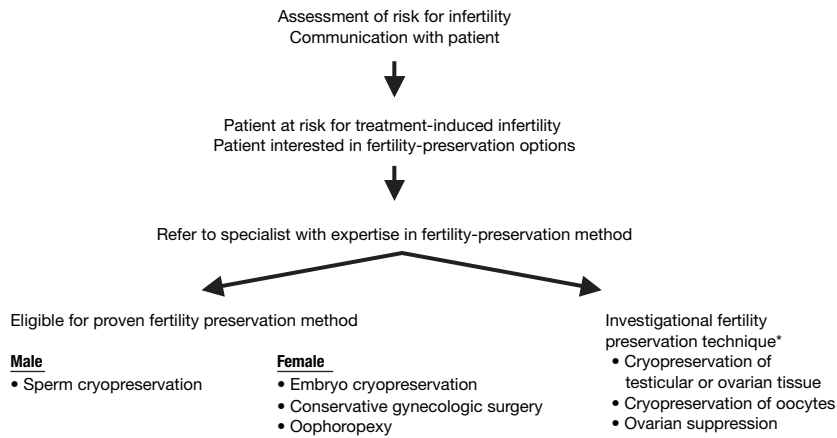 Assessment of risk for infertility
Communication with patient
Patient at risk for treatment-induced infertility
Patient interested in fertility-preservation options
Refer to specialist with expertise in fertility-preservation method
Eligible for proven fertility preservation method
Male
• Sperm cryopreservation
Female
• Embryo cryopreservation
• Conservative gynecologic surgery
• Oophoropexy
Investigational fertility
preservation technique*
• Cryopreservation of
testicular or ovarian tissue
• Cryopreservation of oocytes
• Ovarian suppression